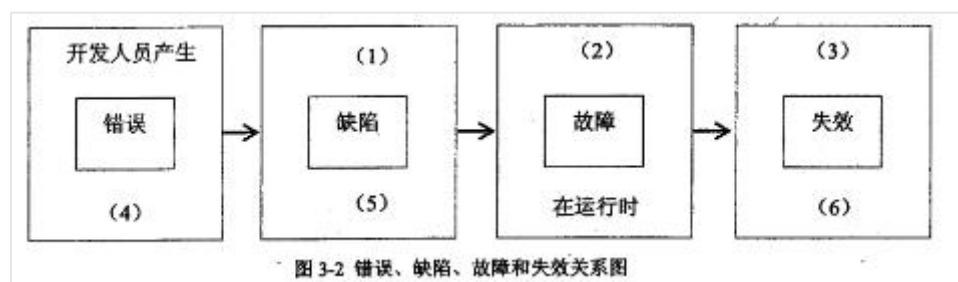 开发人员产生
(1)
(2)
(3)
错误
缺陷
故障
失效
(4)
(5)
在运行时
(6)
图 3-2 错误、缺陷、故障和失效关系图